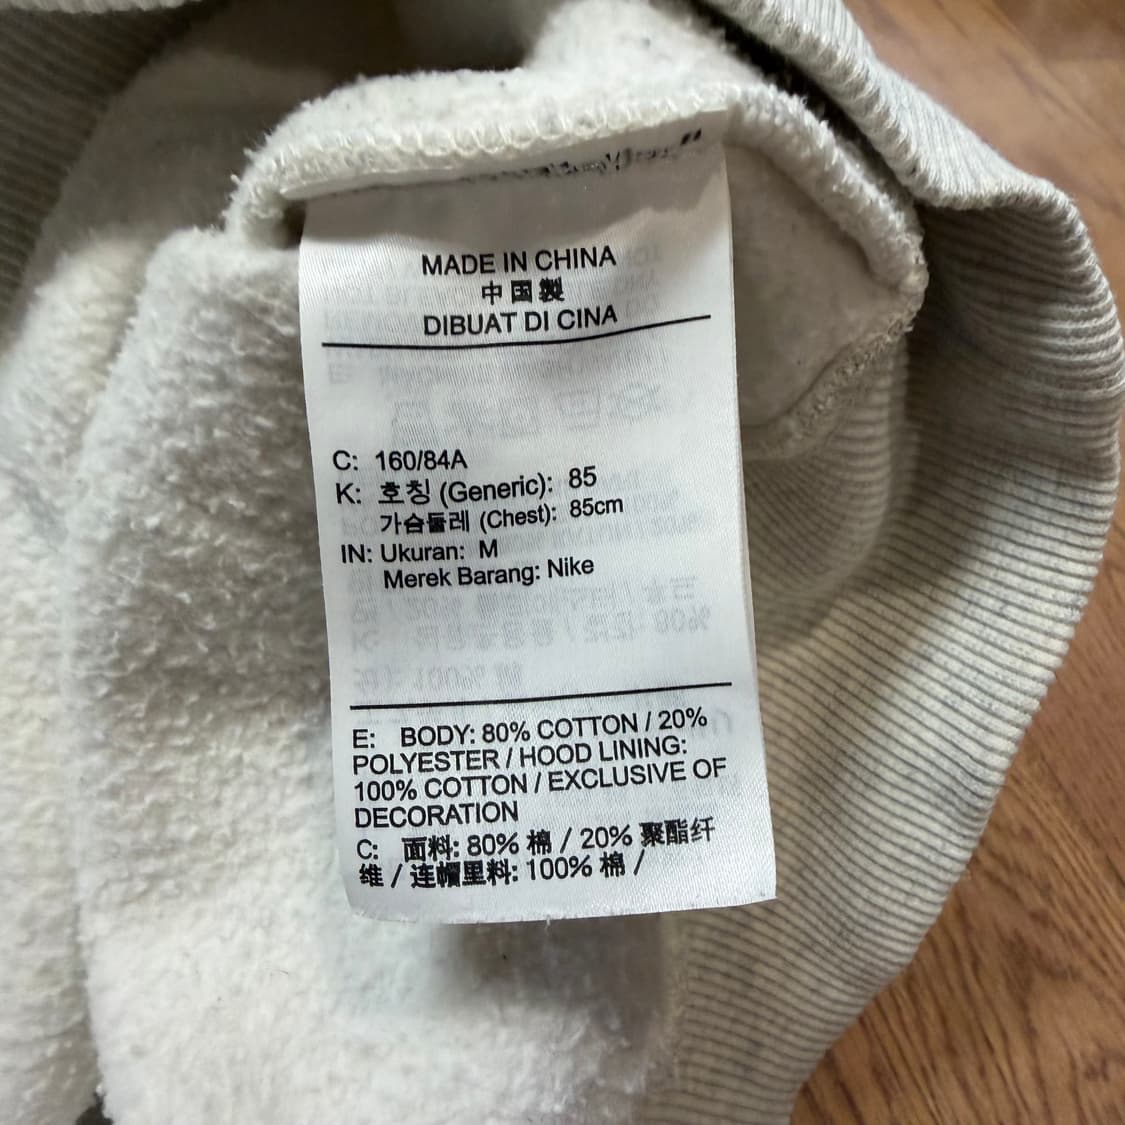 MADE IN CHINA
中国製
DIBUAT DI CINA
C: 160/84A
K: 호칭 (Generic): 85
가슴둘레 (Chest): 85cm
IN: Ukuran: M
Merek Barang: Nike
E: BODY: 80% COTTON / 20%
POLYESTER / HOOD LINING:
100% COTTON / EXCLUSIVE OF
DECORATION
C: 面料: 80% 棉 / 20% 聚酯纤
维 / 连帽里料: 100% 棉 /